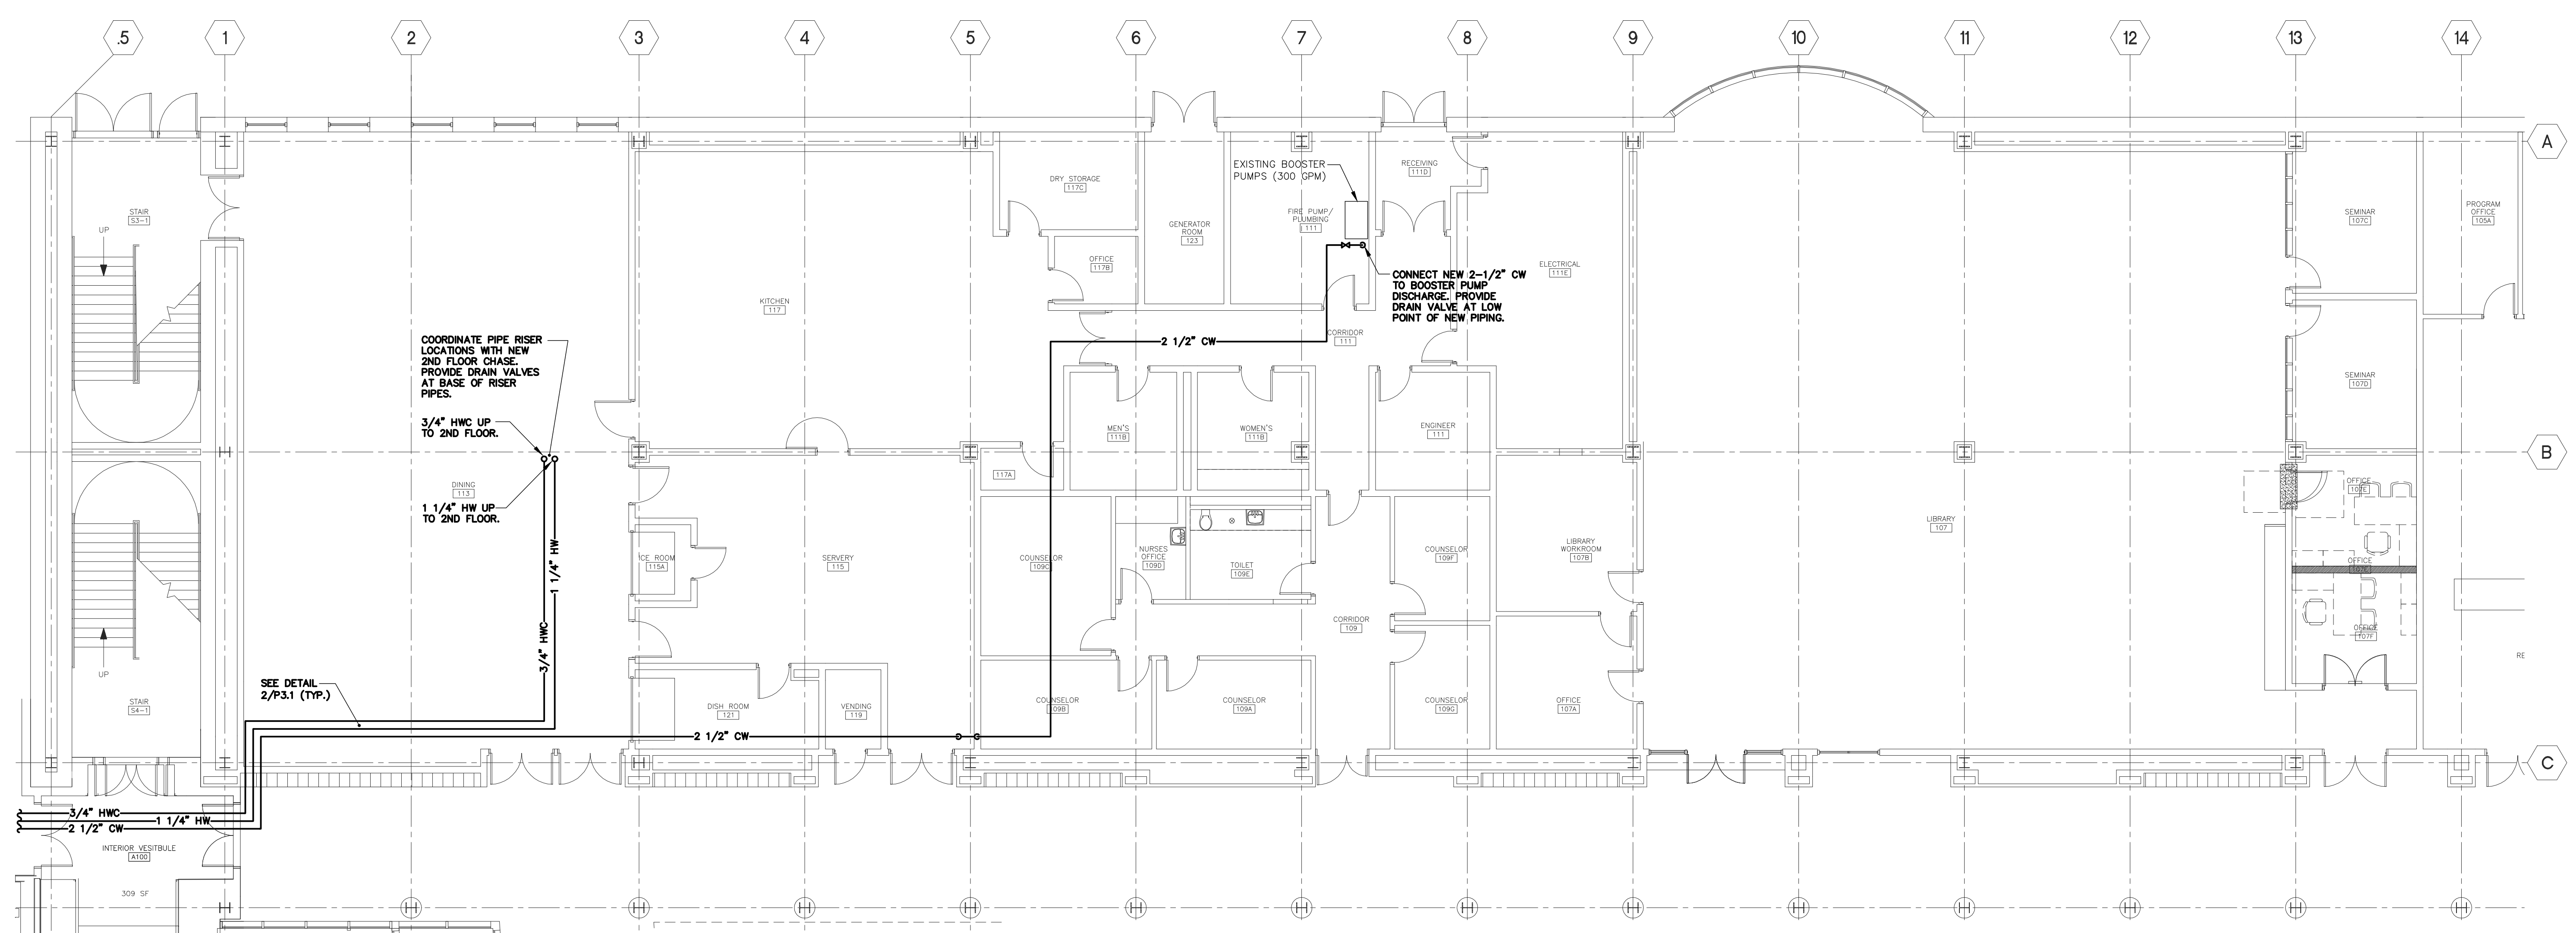 .5
1
2
3
4
5
6
7
8
9
10
11
12
13
14
A
B
C
STAIR
S3-1
UP
KITCHEN
117
DRY STORAGE
117C
OFFICE
117B
GENERATOR
ROOM
123
EXISTING BOOSTER
PUMPS (300 GPM)
FIRE PUMP/
PLUMBING
111
RECEIVING
111D
CONNECT NEW 2-1/2" CW
TO BOOSTER PUMP
DISCHARGE. PROVIDE
DRAIN VALVE AT LOW
POINT OF NEW PIPING.
ELECTRICAL
111E
SEMINAR
107C
PROGRAM
OFFICE
105A
CORRIDOR
111
2 1/2" CW
COORDINATE PIPE RISER
LOCATIONS WITH NEW
2ND FLOOR CHASE.
PROVIDE DRAIN VALVES
AT BASE OF RISER
PIPES.
3/4" HWC UP
TO 2ND FLOOR.
DINING
113
1 1/4" HW UP
TO 2ND FLOOR.
MEN'S
111B
WOMEN'S
111B
ENGINEER
111
SEMINAR
107D
117A
ICE ROOM
115A
SERVERY
115
COUNSELOR
109C
NURSES
OFFICE
109D
TOILET
109E
COUNSELOR
109F
LIBRARY
WORKROOM
107B
LIBRARY
107
OFFICE
107E
OFFICE
OFFICE
107F
1 1/4" HW
3/4" HWC
CORRIDOR
109
RE
UP
STAIR
S4-1
SEE DETAIL
2/P3.1 (TYP.)
DISH ROOM
121
VENDING
119
2 1/2" CW
COUNSELOR
109B
COUNSELOR
109A
COUNSELOR
109G
OFFICE
107A
3/4" HWC
1 1/4" HW
2 1/2" CW
INTERIOR VESITBULE
A100
309 SF